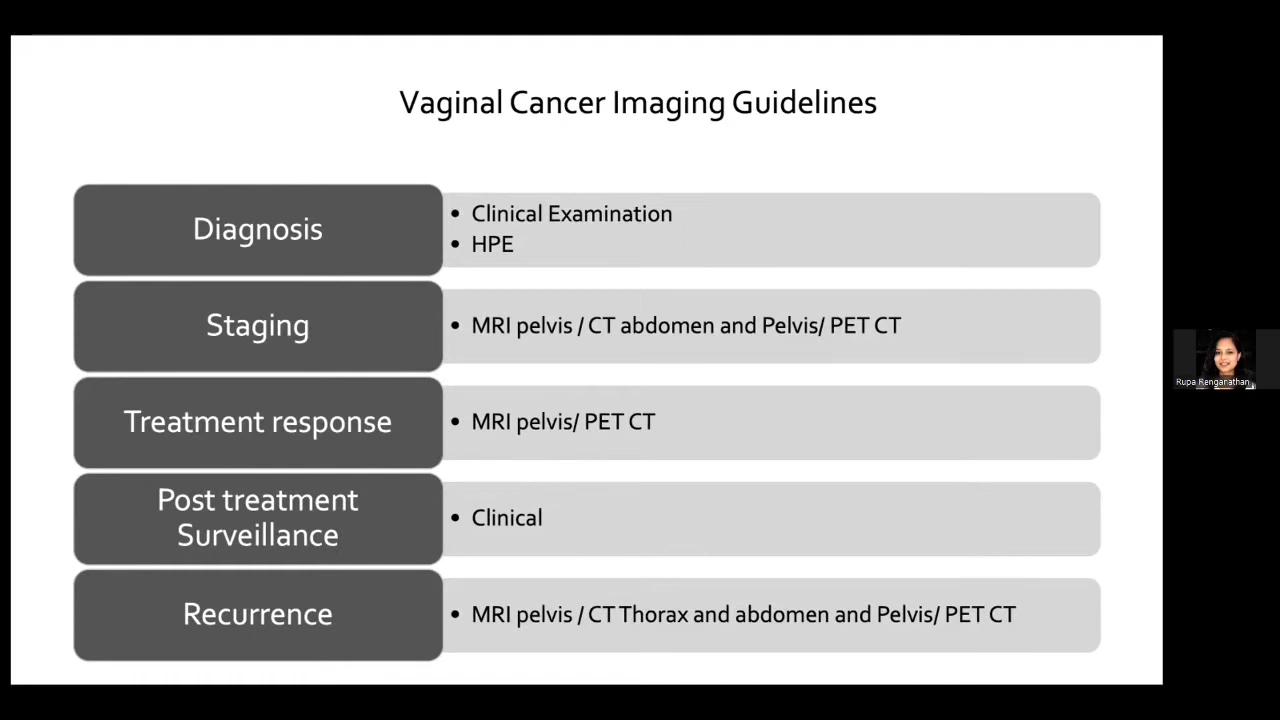 Vaginal Cancer Imaging Guidelines
Diagnosis
• Clinical Examination
• HPE
Staging
• MRI pelvis / CT abdomen and Pelvis/ PET CT
Treatment response
• MRI pelvis/ PET CT
Post treatment
Surveillance
• Clinical
Recurrence
• MRI pelvis / CT Thorax and abdomen and Pelvis/ PET CT
Rupa Renganathan